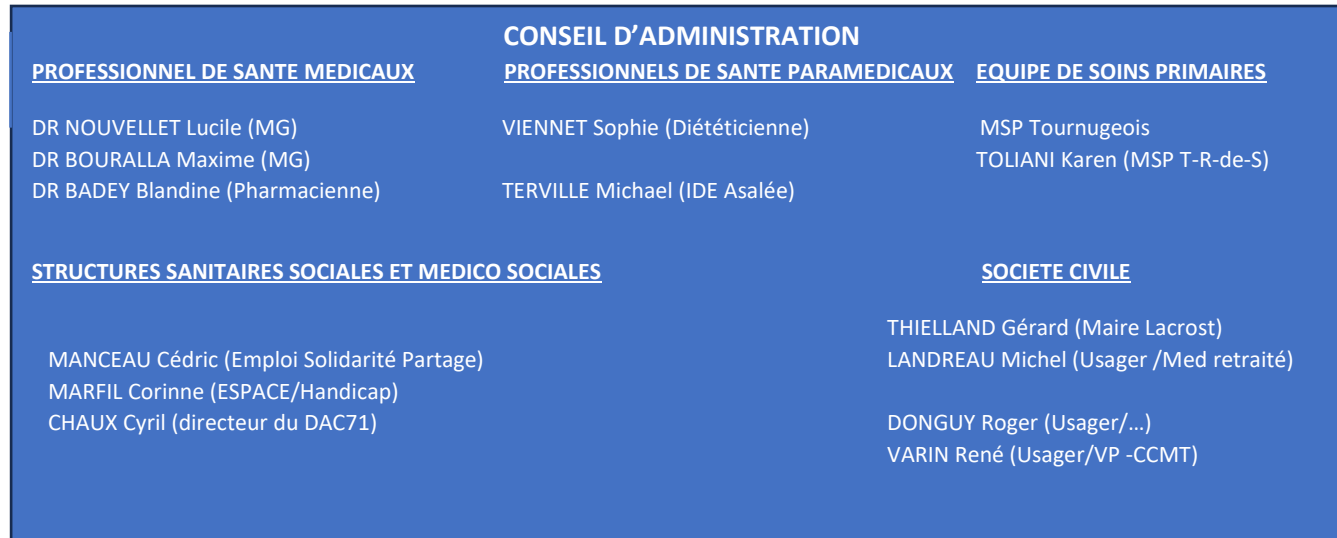 CONSEIL D’ADMINISTRATION
PROFESSIONNEL DE SANTE MEDICAUX
DR NOUVELLET Lucile (MG)
DR BOURALLA Maxime (MG)
DR BADEY Blandine (Pharmacienne)
PROFESSIONNELS DE SANTE PARAMEDICAUX
VIENNET Sophie (Diététicienne)
TERVILLE Michael (IDE Asalée)
EQUIPE DE SOINS PRIMAIRES
MSP Tournugeois
TOLIANI Karen (MSP T-R-de-S)
STRUCTURES SANITAIRES SOCIALES ET MEDICO SOCIALES
MANCEAU Cédric (Emploi Solidarité Partage)
MARFIL Corinne (ESPACE/Handicap)
CHAUX Cyril (directeur du DAC71)
SOCIETE CIVILE
THIELLAND Gérard (Maire Lacrost)
LANDREAU Michel (Usager /Med retraité)
DONGUY Roger (Usager/…)
VARIN René (Usager/VP -CCMT)